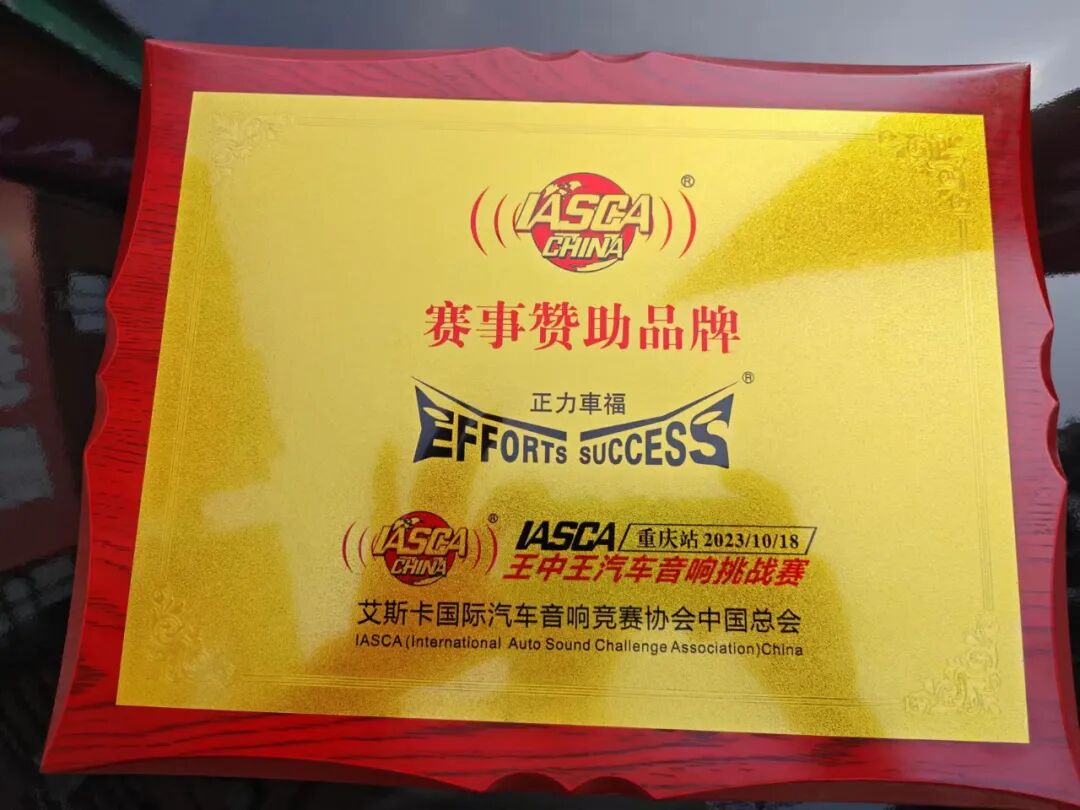 IASCA ®
CHINA
赛事赞助品牌
正力車福 ®
EFFORTS SUCCESS
IASCA ®
CHINA
IASCA 重庆站 2023/10/18
王中王汽车音响挑战赛
艾斯卡国际汽车音响竞赛协会中国总会
IASCA(International Auto Sound Challenge Association)China